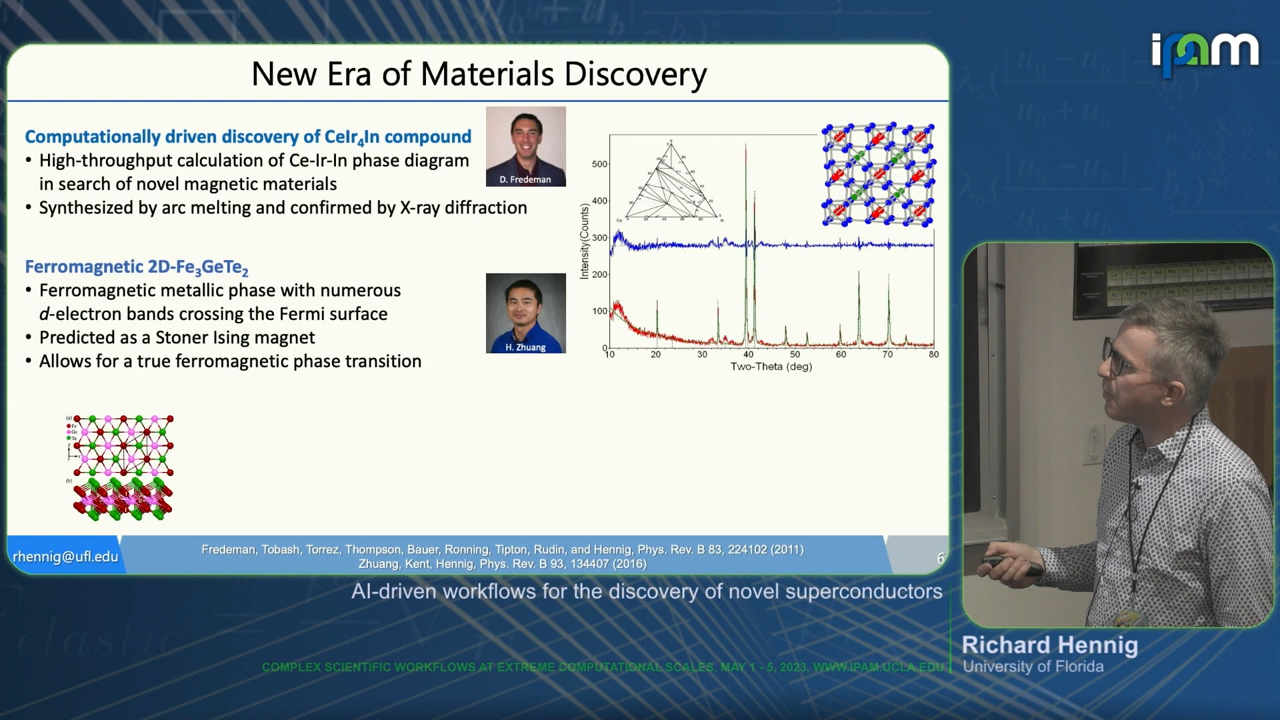 ipam
New Era of Materials Discovery
Computationally driven discovery of CeIr4In compound
• High-throughput calculation of Ce-Ir-In phase diagram
in search of novel magnetic materials
• Synthesized by arc melting and confirmed by X-ray diffraction
D. Fredeman
Ferromagnetic 2D-Fe3GeTe2
• Ferromagnetic metallic phase with numerous
d-electron bands crossing the Fermi surface
• Predicted as a Stoner Ising magnet
• Allows for a true ferromagnetic phase transition
H. Zhuang
Intensity(Counts)
500
400
300
200
100
0
10 20 30 40 50 60 70 80
Two-Theta (deg)
(a)
Fe
Ge
Te
(b)
rhennig@ufl.edu
Fredeman, Tobash, Torrez, Thompson, Bauer, Ronning, Tipton, Rudin, and Hennig, Phys. Rev. B 83, 224102 (2011)
Zhuang, Kent, Hennig, Phys. Rev. B 93, 134407 (2016)
6
AI-driven workflows for the discovery of novel superconductors
Richard Hennig
University of Florida
COMPLEX SCIENTIFIC WORKFLOWS AT EXTREME COMPUTATIONAL SCALES, MAY 1 - 5, 2023, WWW.IPAM.UCLA.EDU